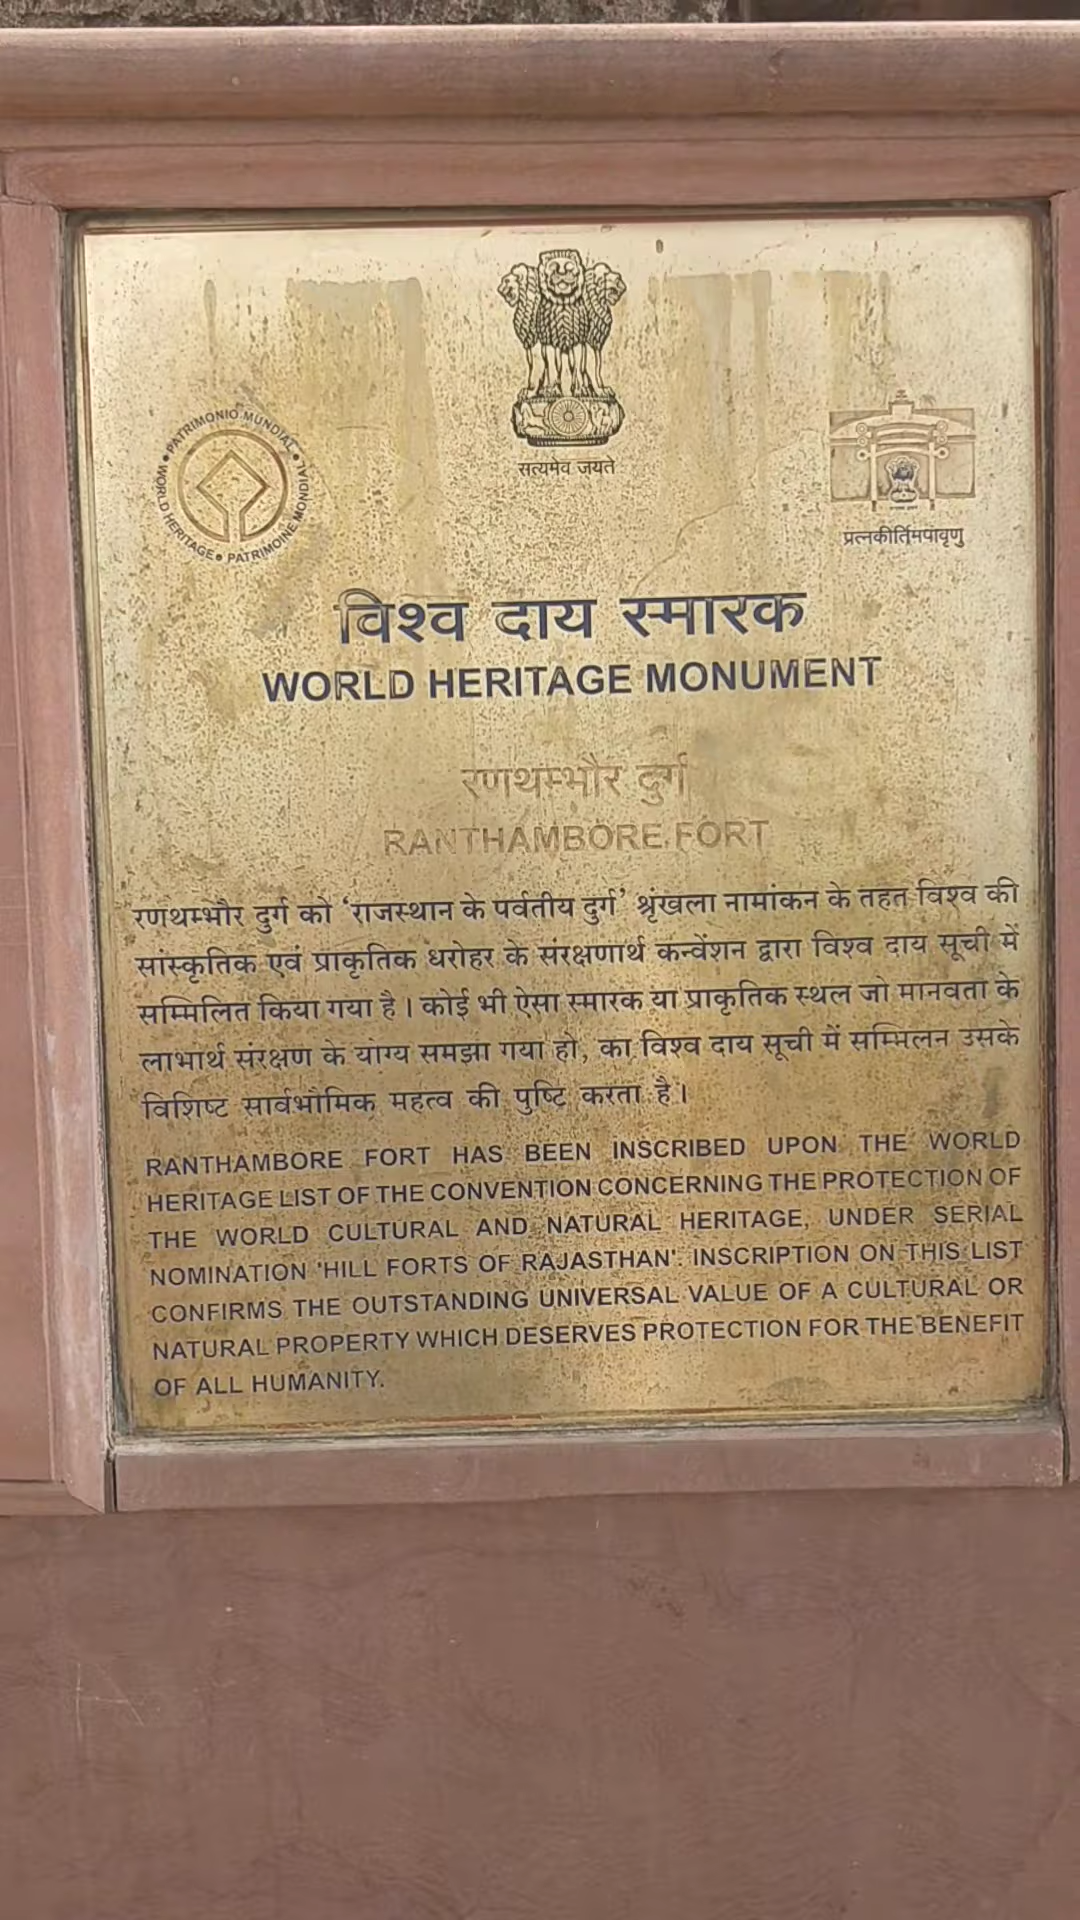 सत्यमेव जयते
PATRIMONIO MUNDIAL • WORLD HERITAGE • PATRIMOINE MONDIAL •
प्रत्नकीर्तिमपावृणु
विश्व दाय स्मारक
WORLD HERITAGE MONUMENT
रणथम्भौर दुर्ग
RANTHAMBORE FORT
रणथम्भौर दुर्ग को 'राजस्थान के पर्वतीय दुर्ग' श्रृंखला नामांकन के तहत विश्व की
सांस्कृतिक एवं प्राकृतिक धरोहर के संरक्षणार्थ कन्वेंशन द्वारा विश्व दाय सूची में
सम्मिलित किया गया है। कोई भी ऐसा स्मारक या प्राकृतिक स्थल जो मानवता के
लाभार्थ संरक्षण के योग्य समझा गया हो, का विश्व दाय सूची में सम्मिलन उसके
विशिष्ट सार्वभौमिक महत्व की पुष्टि करता है।
RANTHAMBORE FORT HAS BEEN INSCRIBED UPON THE WORLD
HERITAGE LIST OF THE CONVENTION CONCERNING THE PROTECTION OF
THE WORLD CULTURAL AND NATURAL HERITAGE, UNDER SERIAL
NOMINATION 'HILL FORTS OF RAJASTHAN'. INSCRIPTION ON THIS LIST
CONFIRMS THE OUTSTANDING UNIVERSAL VALUE OF A CULTURAL OR
NATURAL PROPERTY WHICH DESERVES PROTECTION FOR THE BENEFIT
OF ALL HUMANITY.